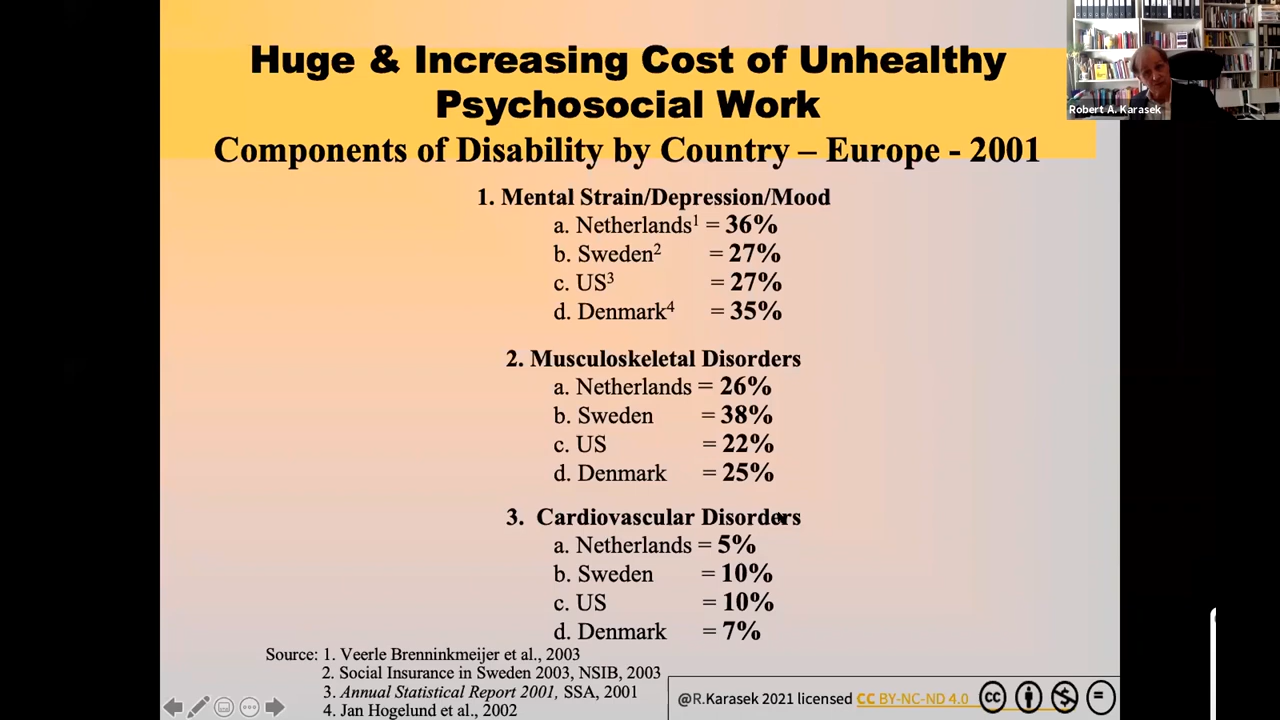 Huge & Increasing Cost of Unhealthy
Psychosocial Work
Components of Disability by Country – Europe - 2001
Robert A. Karasek
1. Mental Strain/Depression/Mood
a. Netherlands¹ = 36%
b. Sweden² = 27%
c. US³ = 27%
d. Denmark⁴ = 35%
2. Musculoskeletal Disorders
a. Netherlands = 26%
b. Sweden = 38%
c. US = 22%
d. Denmark = 25%
3. Cardiovascular Disorders
a. Netherlands = 5%
b. Sweden = 10%
c. US = 10%
d. Denmark = 7%
Source: 1. Veerle Brenninkmeijer et al., 2003
2. Social Insurance in Sweden 2003, NSIB, 2003
3. Annual Statistical Report 2001, SSA, 2001
4. Jan Hogelund et al., 2002
@R.Karasek 2021 licensed CC BY-NC-ND 4.0